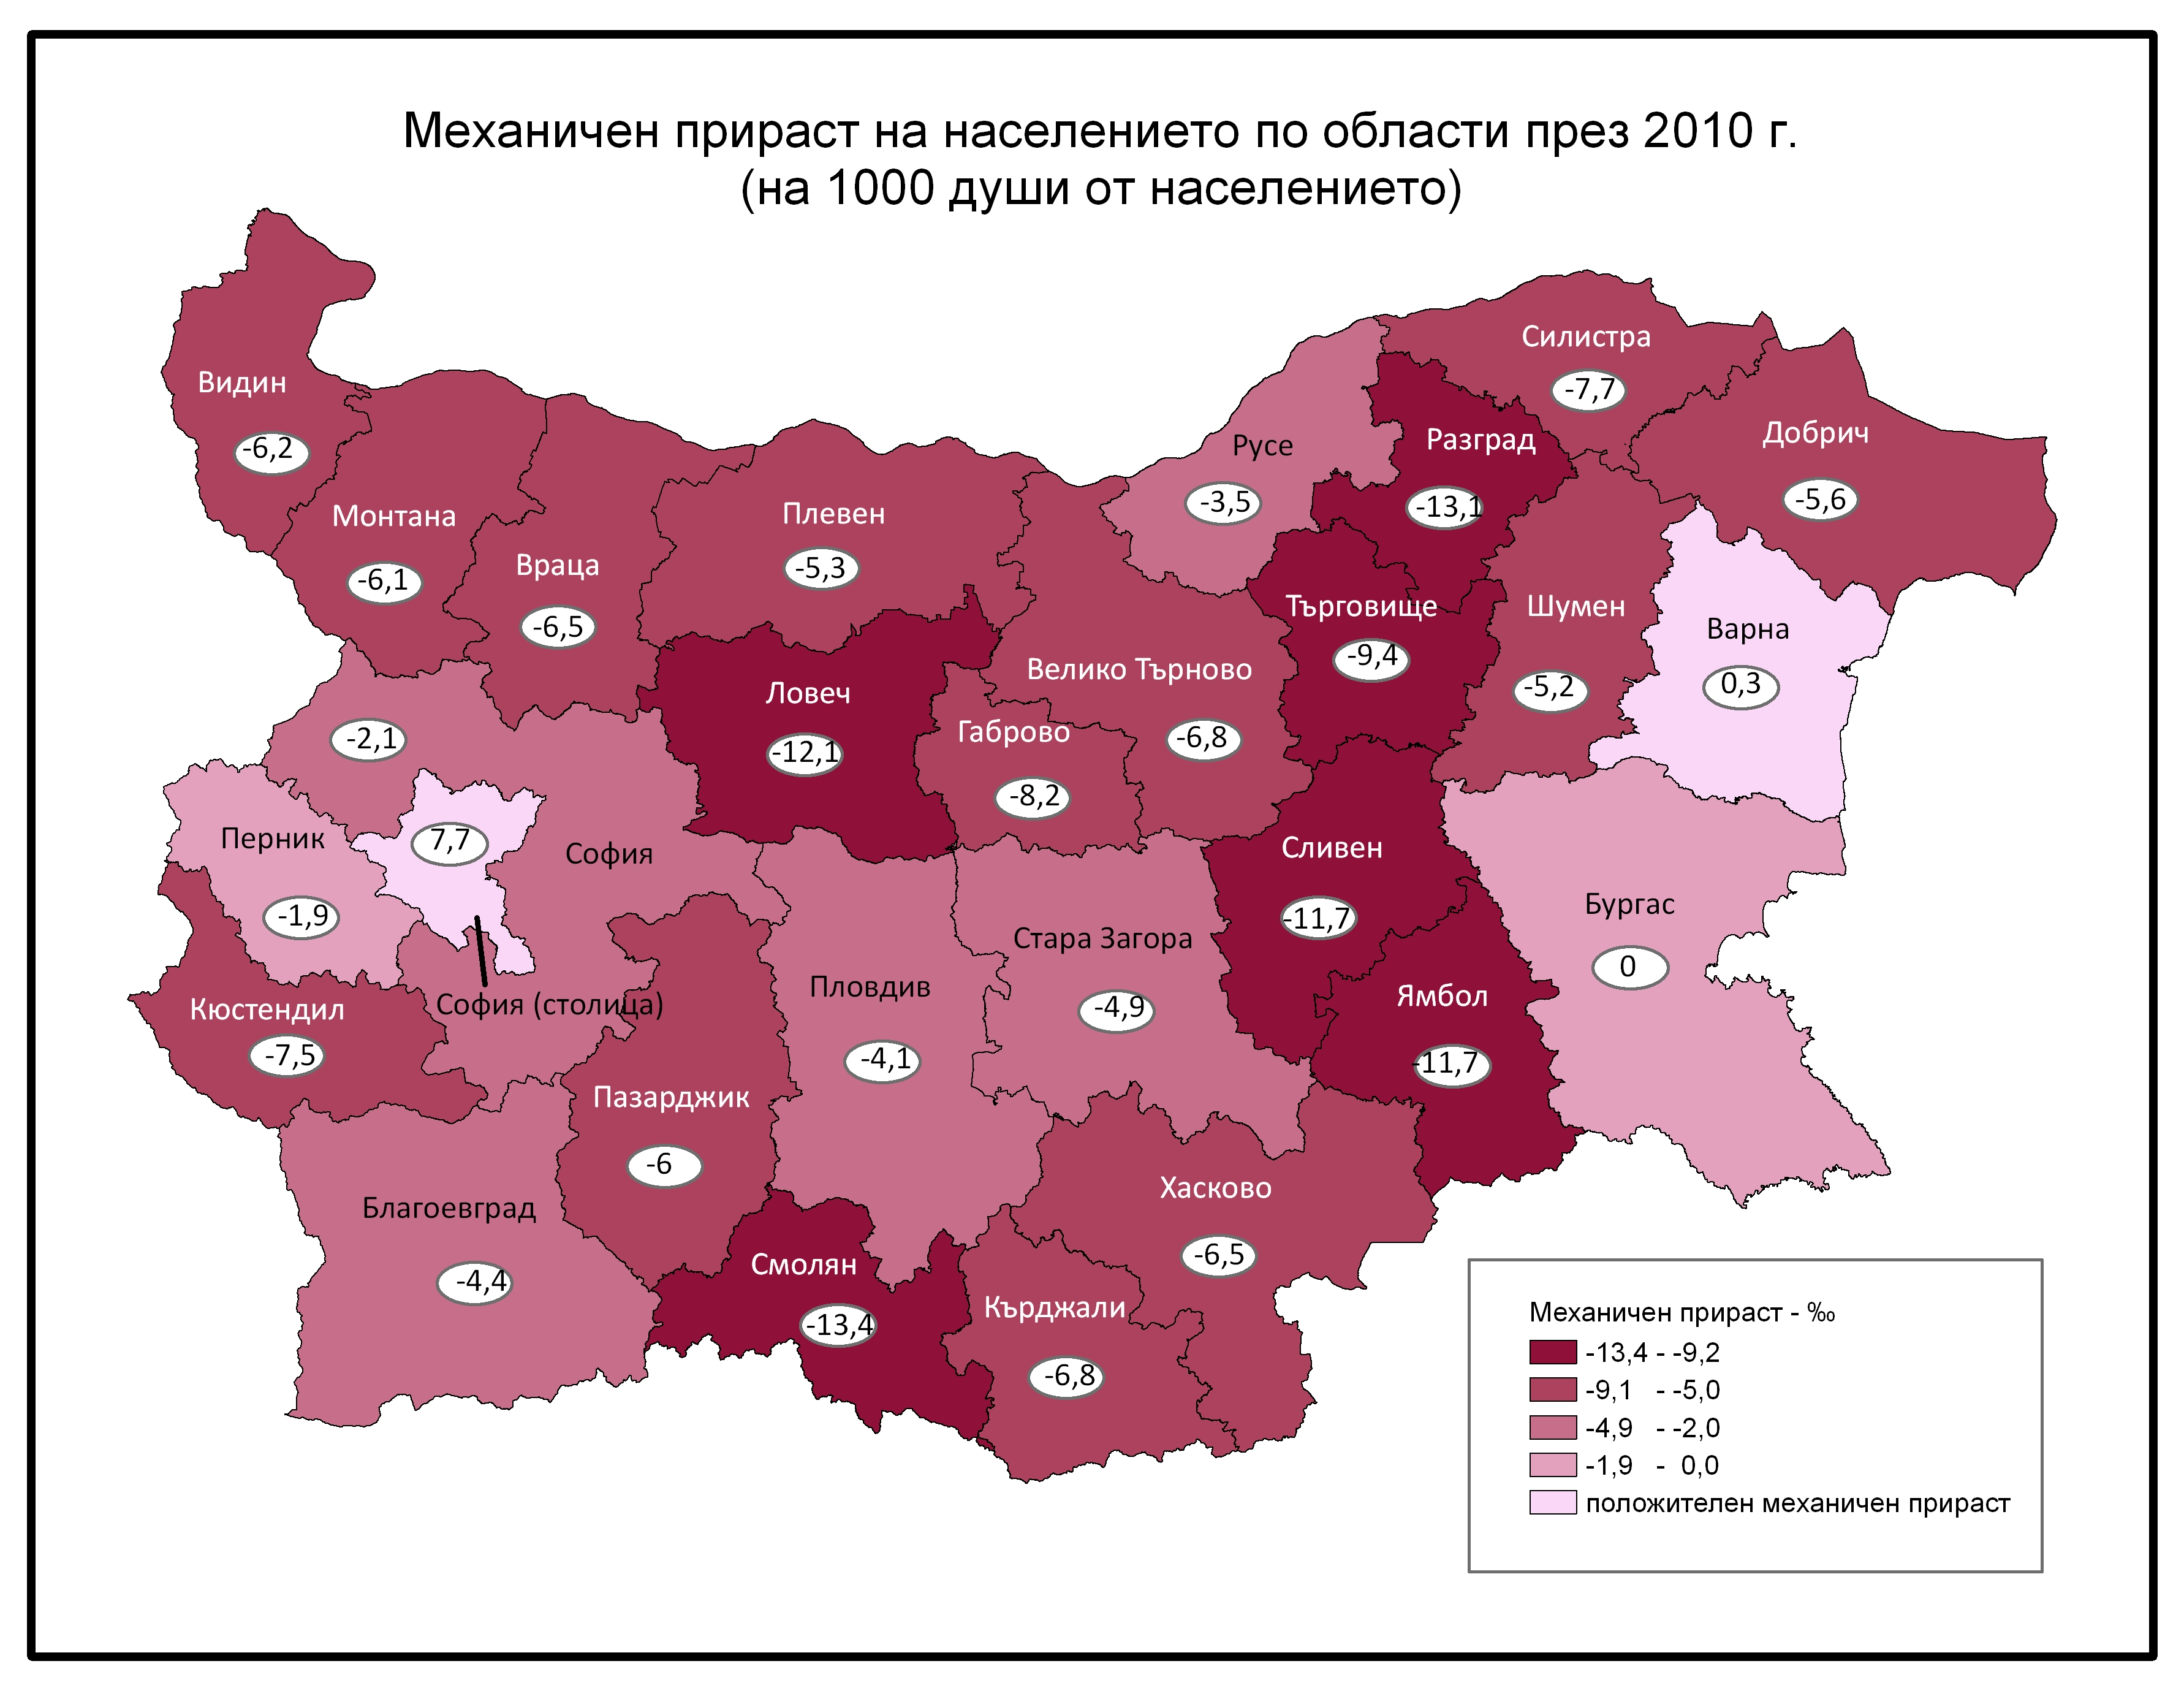 Механичен прираст на населението по области през 2010 г.
(на 1000 души от населението)
Видин
-6,2
Монтана
-6,1
Враца
-6,5
Плевен
-5,3
Ловеч
-12,1
Велико Търново
-6,8
Габрово
-8,2
Русе
-3,5
Силистра
-7,7
Разград
-13,1
Добрич
-5,6
Търговище
-9,4
Шумен
-5,2
Варна
0,3
-2,1
София
7,7
София (столица)
Перник
-1,9
Кюстендил
-7,5
Благоевград
-4,4
Пазарджик
-6
Пловдив
-4,1
Смолян
-13,4
Стара Загора
-4,9
Сливен
-11,7
Ямбол
-11,7
Бургас
0
Хасково
-6,5
Кърджали
-6,8
Механичен прираст - ‰
-13,4 - -9,2
-9,1 - -5,0
-4,9 - -2,0
-1,9 - 0,0
положителен механичен прираст